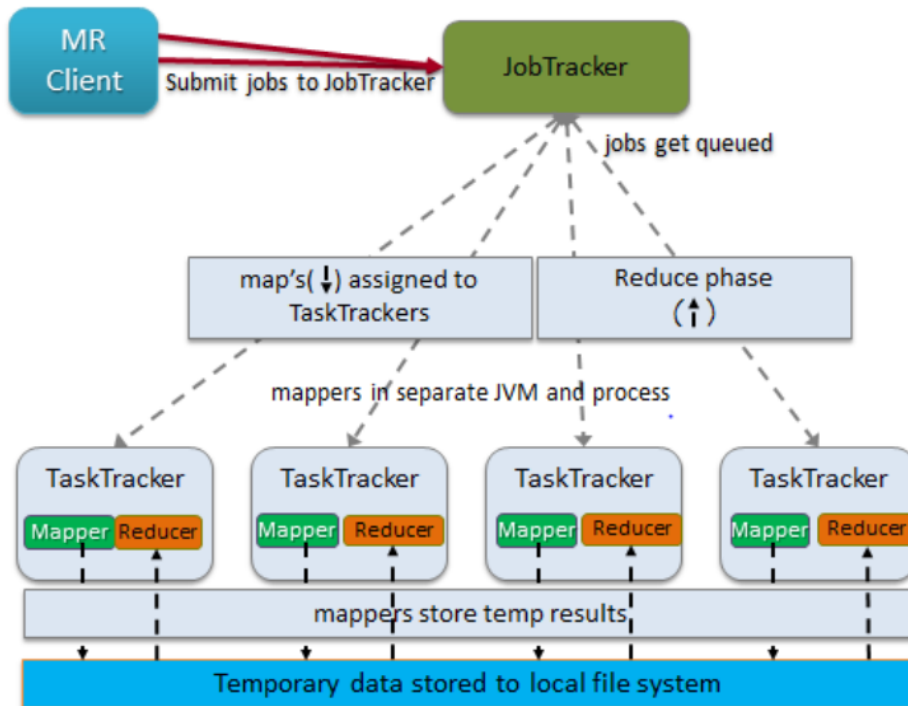 MR
Client
Submit jobs to JobTracker
JobTracker
jobs get queued
map's( ) assigned to
TaskTrackers
Reduce phase
( )
mappers in separate JVM and process
TaskTracker
Mapper Reducer
TaskTracker
Mapper Reducer
TaskTracker
Mapper Reducer
TaskTracker
Mapper Reducer
mappers store temp results
Temporary data stored to local file system